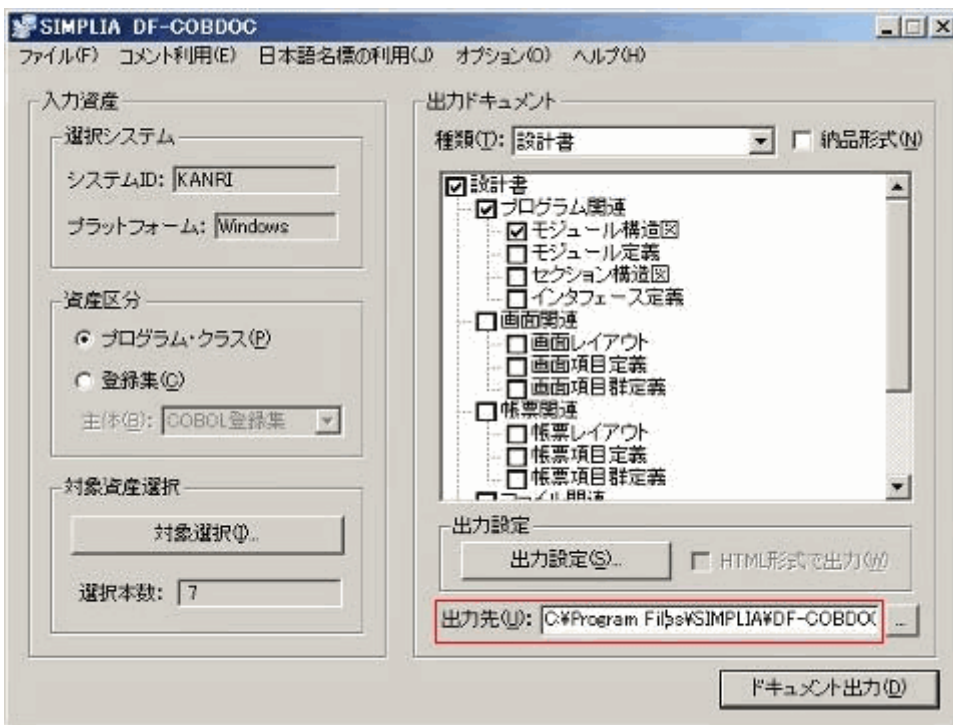 SIMPLIA DF-COBDOC
ファイル(F) コメント利用(E) 日本語名標の利用(J) オプション(O) ヘルプ(H)
入力資産
選択システム
システムID: KANRI
プラットフォーム: Windows
資産区分
プログラム・クラス(P)
登録集(C)
主体(B): COBOL登録集
対象資産選択
対象選択(I)...
選択本数: 7
出力ドキュメント
種類(T): 設計書
納品形式(N)
設計書
プログラム関連
モジュール構造図
モジュール定義
セクション構造図
インタフェース定義
画面関連
画面レイアウト
画面項目定義
画面項目群定義
帳票関連
帳票レイアウト
帳票項目定義
帳票項目群定義
ファイル関連
出力設定
出力設定(S)...
HTML形式で出力(W)
出力先(U): C:¥Program Files¥SIMPLIA¥DF-COBDOC
...
ドキュメント出力(D)